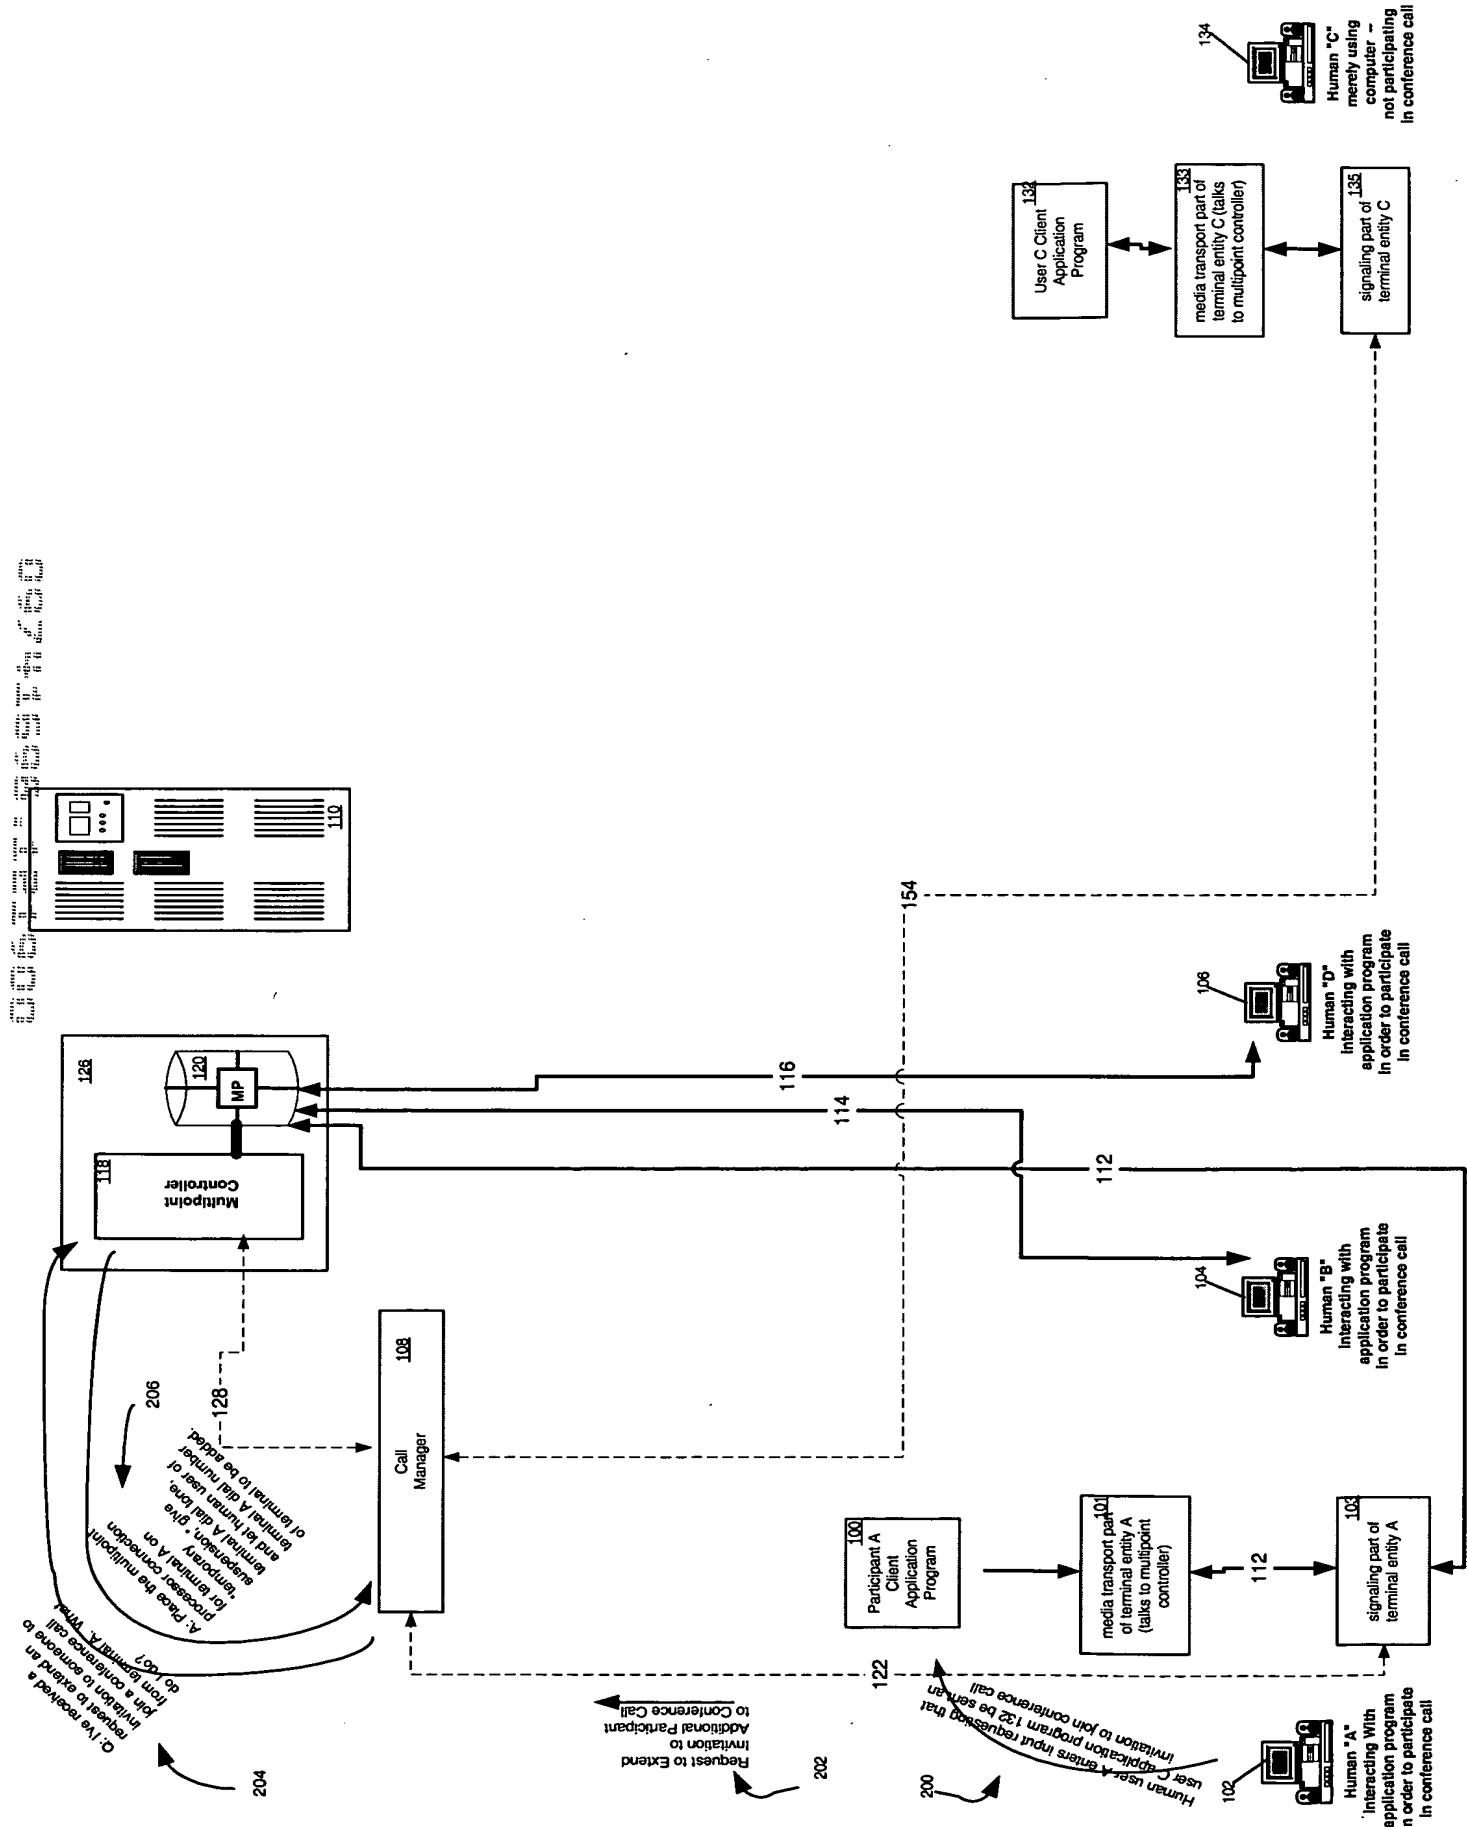 134
Human "C"
merely using
computer –
not participating
in conference call
132
User C Client
Application
Program
133
media transport part of
terminal entity C (talks
to multipoint controller)
135
signaling part of
terminal entity C
110
154
126
120
MP
118
Multipoint
Controller
116
114
112
106
Human "D"
Interacting with
application program
in order to participate
in conference call
104
Human "B"
Interacting with
application program
in order to participate
in conference call
128
206
A: Place the multipoint
processor connection
for terminal A on
"temporary
suspension," give
terminal A dial tone,
and let human user of
terminal A dial number
of terminal to be added.
108
Call
Manager
Q: I've received a
request to extend an
invitation to someone to
join a conference call
from terminal A. What
do I do?
204
100
Participant A
Client
Application
Program
101
media transport part
of terminal entity A
(talks to multipoint
controller)
112
103
signaling part of
terminal entity A
122
Request to Extend
Invitation to
Additional Participant
to Conference Call
202
Human user A enters input requesting that
user C application program 132 be sent an
invitation to join conference call
200
102
Human "A"
Interacting With
application program
n order to participate
in conference call